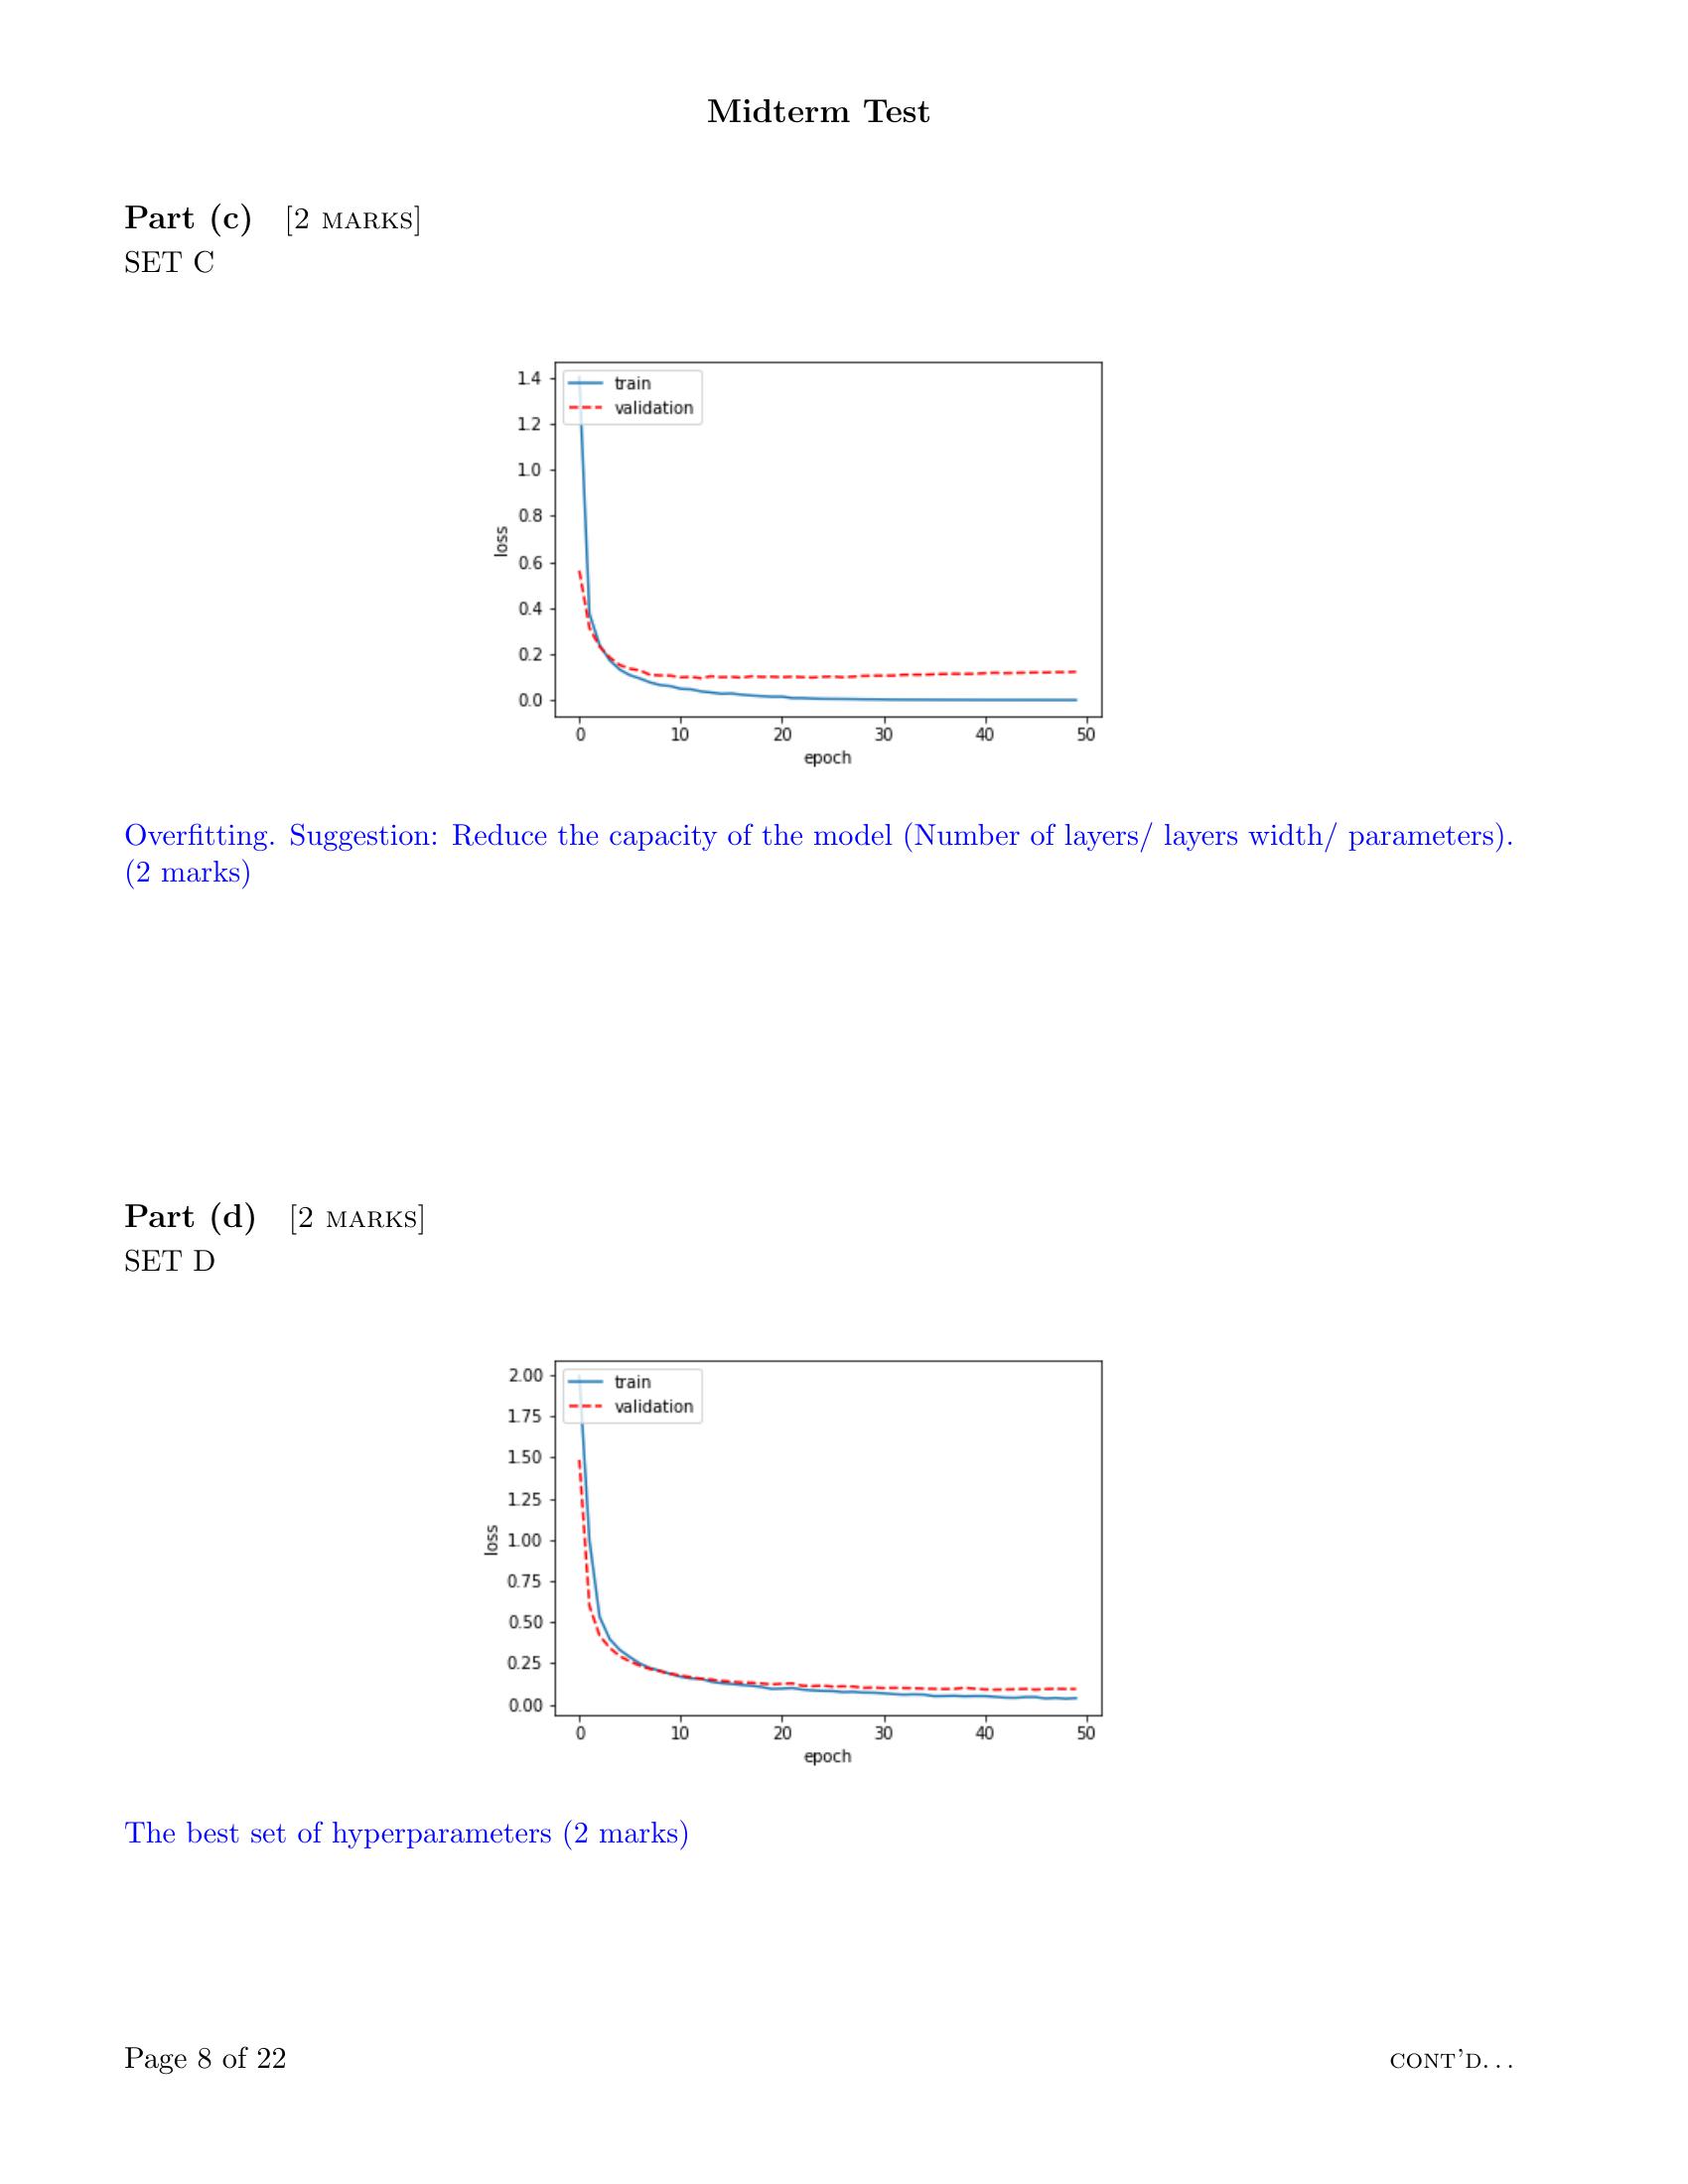 Midterm Test
Part (c) [2 MARKS]
SET C
1.4
1.2
1.0
0.8
0.6
0.4
0.2
0.0
loss
train
validation
0 10 20 30 40 50
epoch
Overfitting. Suggestion: Reduce the capacity of the model (Number of layers/ layers width/ parameters).
(2 marks)
Part (d) [2 MARKS]
SET D
2.00
1.75
1.50
1.25
1.00
0.75
0.50
0.25
0.00
loss
train
validation
0 10 20 30 40 50
epoch
The best set of hyperparameters (2 marks)
Page 8 of 22 CONT'D...